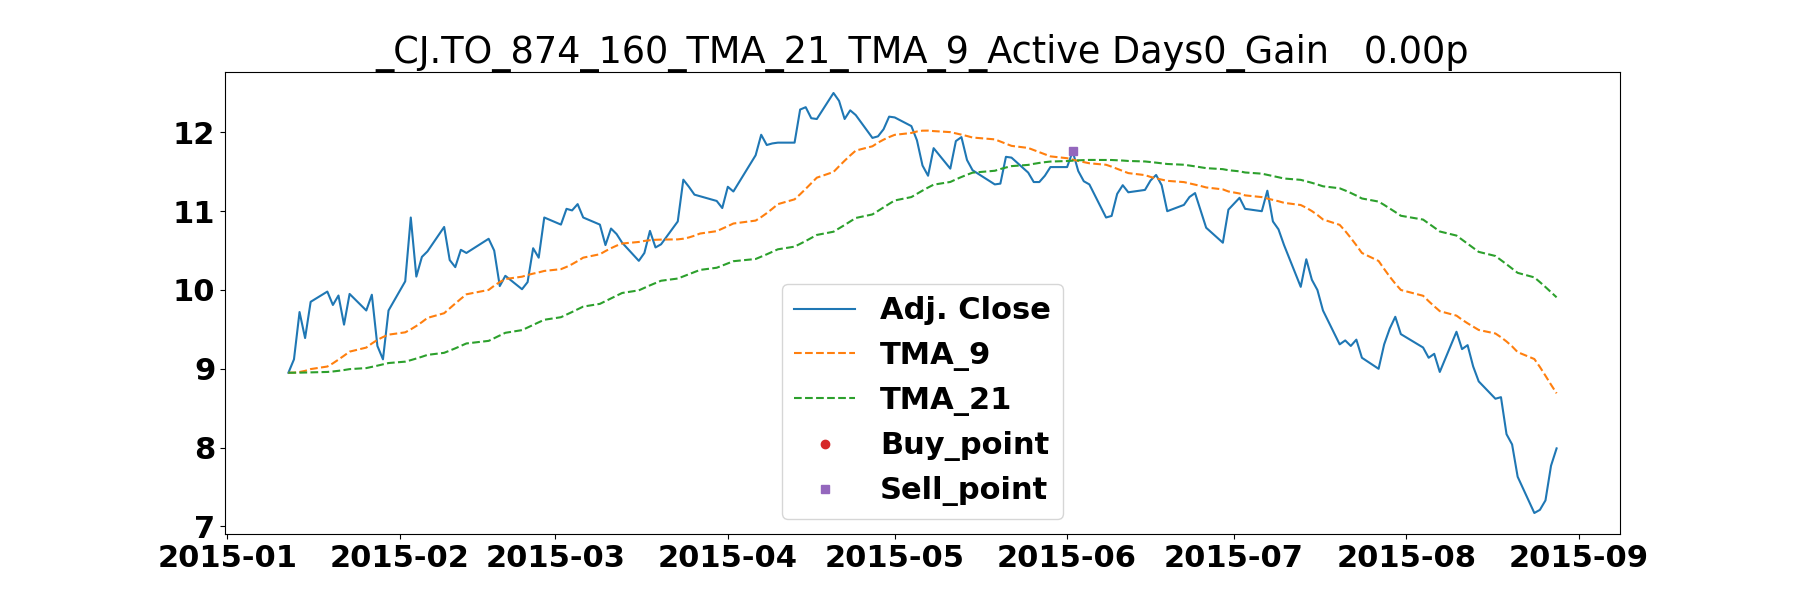 _CJ.TO_874_160_TMA_21_TMA_9_Active Days0_Gain   0.00p
12
11
10
9
8
7
Adj. Close
TMA_9
TMA_21
Buy_point
Sell_point
2015-01 2015-02 2015-03 2015-04 2015-05 2015-06 2015-07 2015-08 2015-09